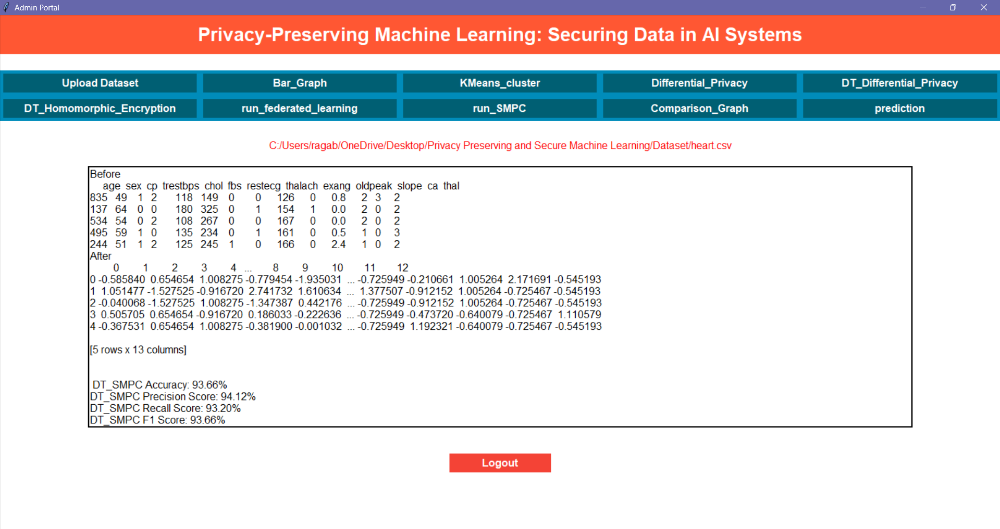 Admin Portal
Privacy-Preserving Machine Learning: Securing Data in AI Systems
Upload Dataset Bar_Graph KMeans_cluster Differential_Privacy DT_Differential_Privacy
DT_Homomorphic_Encryption run_federated_learning run_SMPC Comparison_Graph prediction
C:/Users/ragab/OneDrive/Desktop/Privacy Preserving and Secure Machine Learning/Dataset/heart.csv
Before
age sex cp trestbps chol fbs restecg thalach exang oldpeak slope ca thal
835 49 1 2 118 149 0 0 126 0 0.8 2 3 2
137 64 0 0 180 325 0 1 154 1 0.0 2 0 2
534 54 0 2 108 267 0 0 167 0 0.0 2 0 2
495 59 1 0 135 234 0 1 161 0 0.5 1 0 3
244 51 1 2 125 245 1 0 166 0 2.4 1 0 2
After
0 1 2 3 4 ... 8 9 10 11 12
0 -0.585840 0.654654 1.008275 -0.779454 -1.935031 ... -0.725949 -0.210661 1.005264 2.171691 -0.545193
1 1.051477 -1.527525 -0.916720 2.741732 1.610634 ... 1.377507 -0.912152 1.005264 -0.725467 -0.545193
2 -0.040068 -1.527525 1.008275 -1.347387 0.442176 ... -0.725949 -0.912152 1.005264 -0.725467 -0.545193
3 0.505705 0.654654 -0.916720 0.186033 -0.222636 ... -0.725949 -0.473720 -0.640079 -0.725467 1.110579
4 -0.367531 0.654654 1.008275 -0.381900 -0.001032 ... -0.725949 1.192321 -0.640079 -0.725467 -0.545193
[5 rows x 13 columns]
DT_SMPC Accuracy: 93.66%
DT_SMPC Precision Score: 94.12%
DT_SMPC Recall Score: 93.20%
DT_SMPC F1 Score: 93.66%
Logout